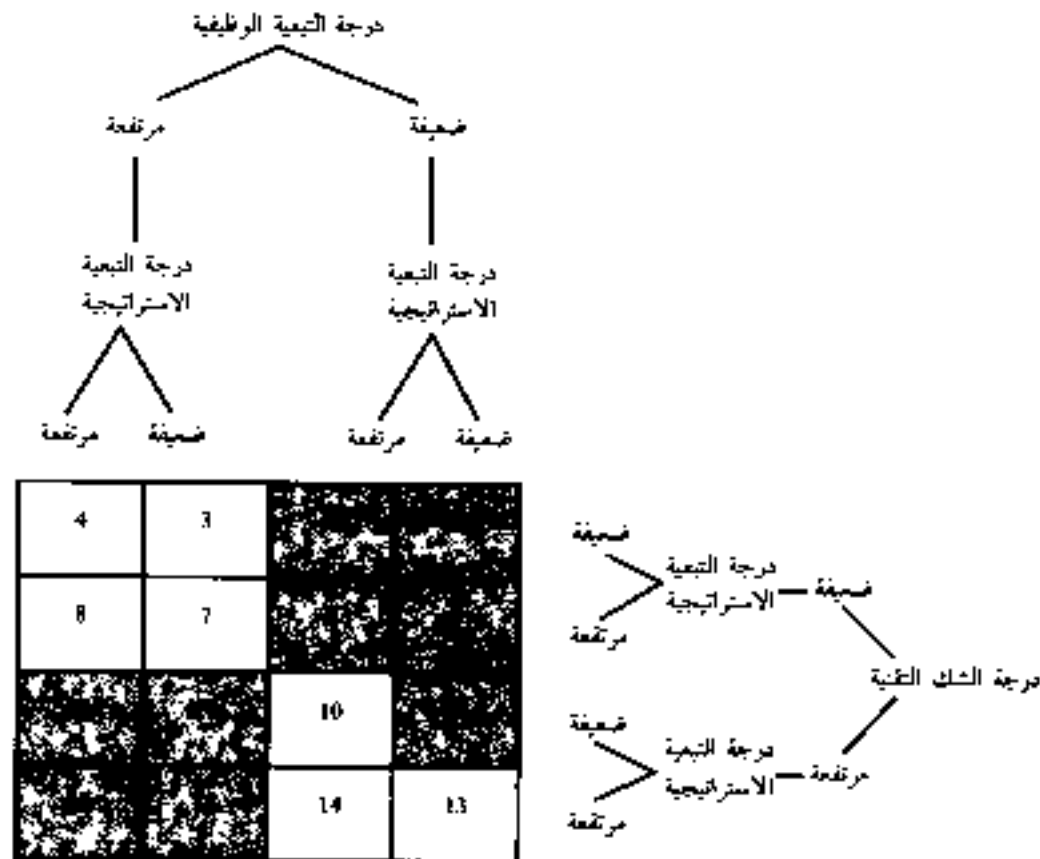 درجة التبعية الوظيفية
ضعيفة
مرتفعة
درجة التبعية
الاستراتيجية
درجة التبعية
الاستراتيجية
ضعيفة
مرتفعة
ضعيفة
مرتفعة
4
3
8
7
10
14
13
ضعيفة
درجة التبعية
الاستراتيجية
ضعيفة
مرتفعة
درجة الشك التقنية
ضعيفة
درجة التبعية
الاستراتيجية
مرتفعة
مرتفعة